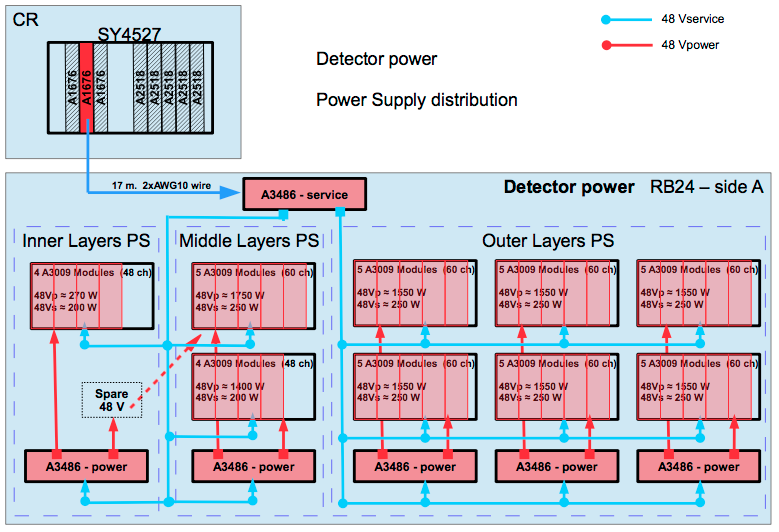 CR
SY4527
A1676
A1676
A1676
A2518
A2518
A2518
A2518
A2518
48 Vservice
48 Vpower
Detector power
Power Supply distribution
17 m. 2xAWG10 wire
A3486 - service
Detector power RB24 – side A
Inner Layers PS
Middle Layers PS
Outer Layers PS
4 A3009 Modules (48 ch)
48Vp ≈ 270 W
48Vs ≈ 200 W
5 A3009 Modules (60 ch)
48Vp ≈ 1750 W
48Vs ≈ 250 W
5 A3009 Modules (60 ch)
48Vp ≈ 1550 W
48Vs ≈ 250 W
5 A3009 Modules (60 ch)
48Vp ≈ 1550 W
48Vs ≈ 250 W
5 A3009 Modules (60 ch)
48Vp ≈ 1550 W
48Vs ≈ 250 W
4 A3009 Modules (48 ch)
48Vp ≈ 1400 W
48Vs ≈ 200 W
5 A3009 Modules (60 ch)
48Vp ≈ 1550 W
48Vs ≈ 250 W
5 A3009 Modules (60 ch)
48Vp ≈ 1550 W
48Vs ≈ 250 W
5 A3009 Modules (60 ch)
48Vp ≈ 1550 W
48Vs ≈ 250 W
Spare
48 V
A3486 - power
A3486 - power
A3486 - power
A3486 - power
A3486 - power